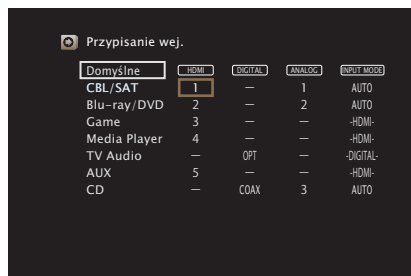 Przypisanie wej.
Domyślne HDMI DIGITAL ANALOG INPUT MODE
CBL/SAT 1 – 1 AUTO
Blu-ray/DVD 2 – 2 AUTO
Game 3 – – -HDMI-
Media Player 4 – – -HDMI-
TV Audio – OPT – -DIGITAL-
AUX 5 – – -HDMI-
CD – COAX 3 AUTO